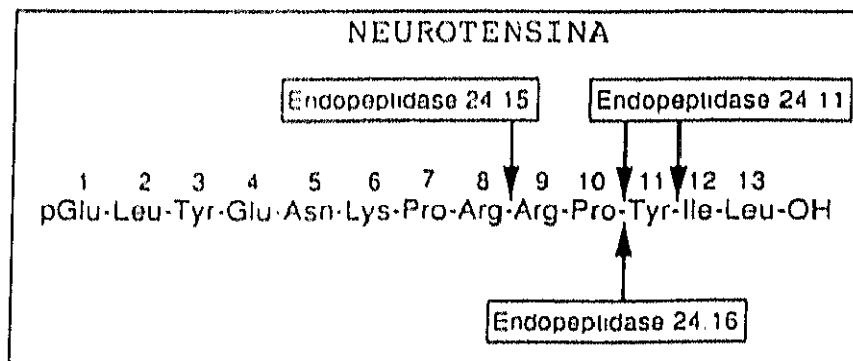 NEUROTENSINA
Endopeptidase 24 15 Endopeptidase 24 11
1 2 3 4 5 6 7 8 9 10 11 12 13
pGlu-Leu-Tyr-Glu-Asn-Lys-Pro-Arg-Arg-Pro-Tyr-Ile-Leu-OH
Endopeptidase 24.16